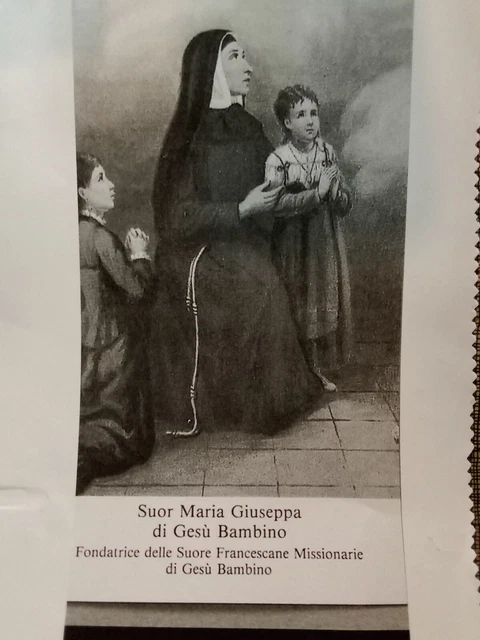 Suor Maria Giuseppa
di Gesù Bambino
Fondatrice delle Suore Francescane Missionarie
di Gesù Bambino